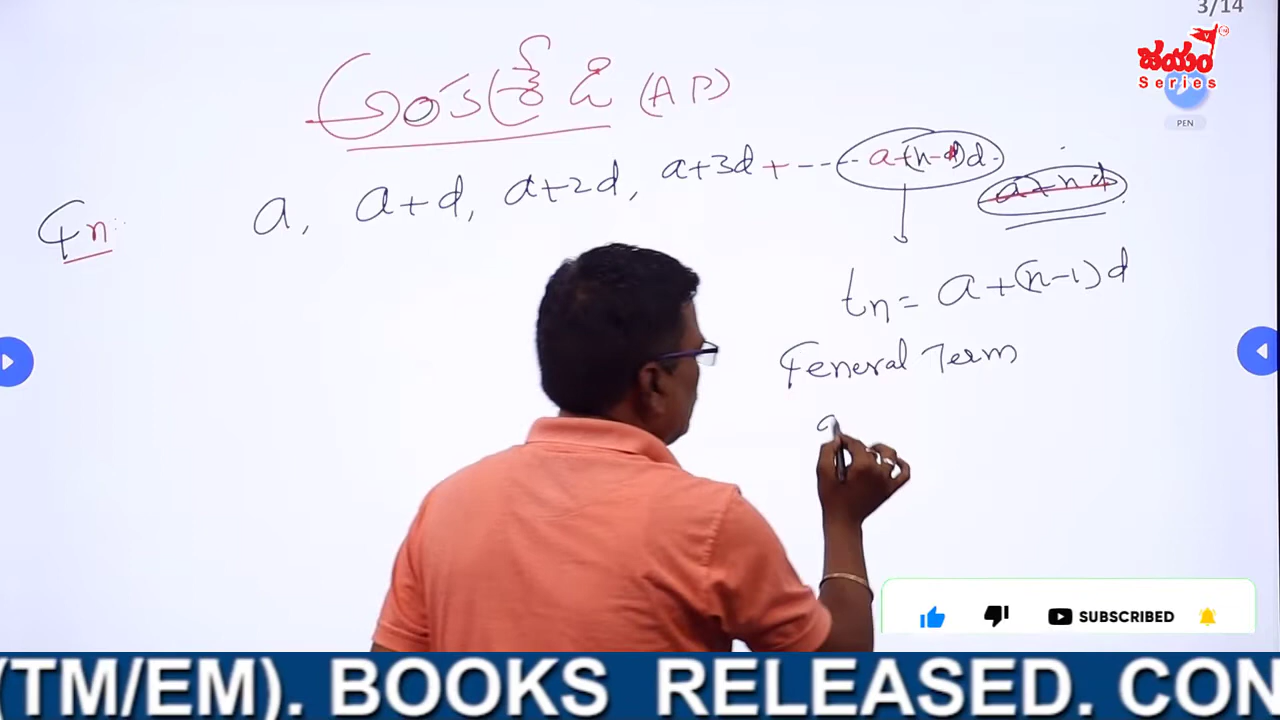 3/14
జయం
Series
PEN
అంకశ్రేఢి (AP)
a, a+d, a+2d, a+3d+---- a+(n-1)d.
a+nd
Gn:
tn = a+(n-1)d
General Term
a
SUBSCRIBED
(TM/EM). BOOKS RELEASED. CON